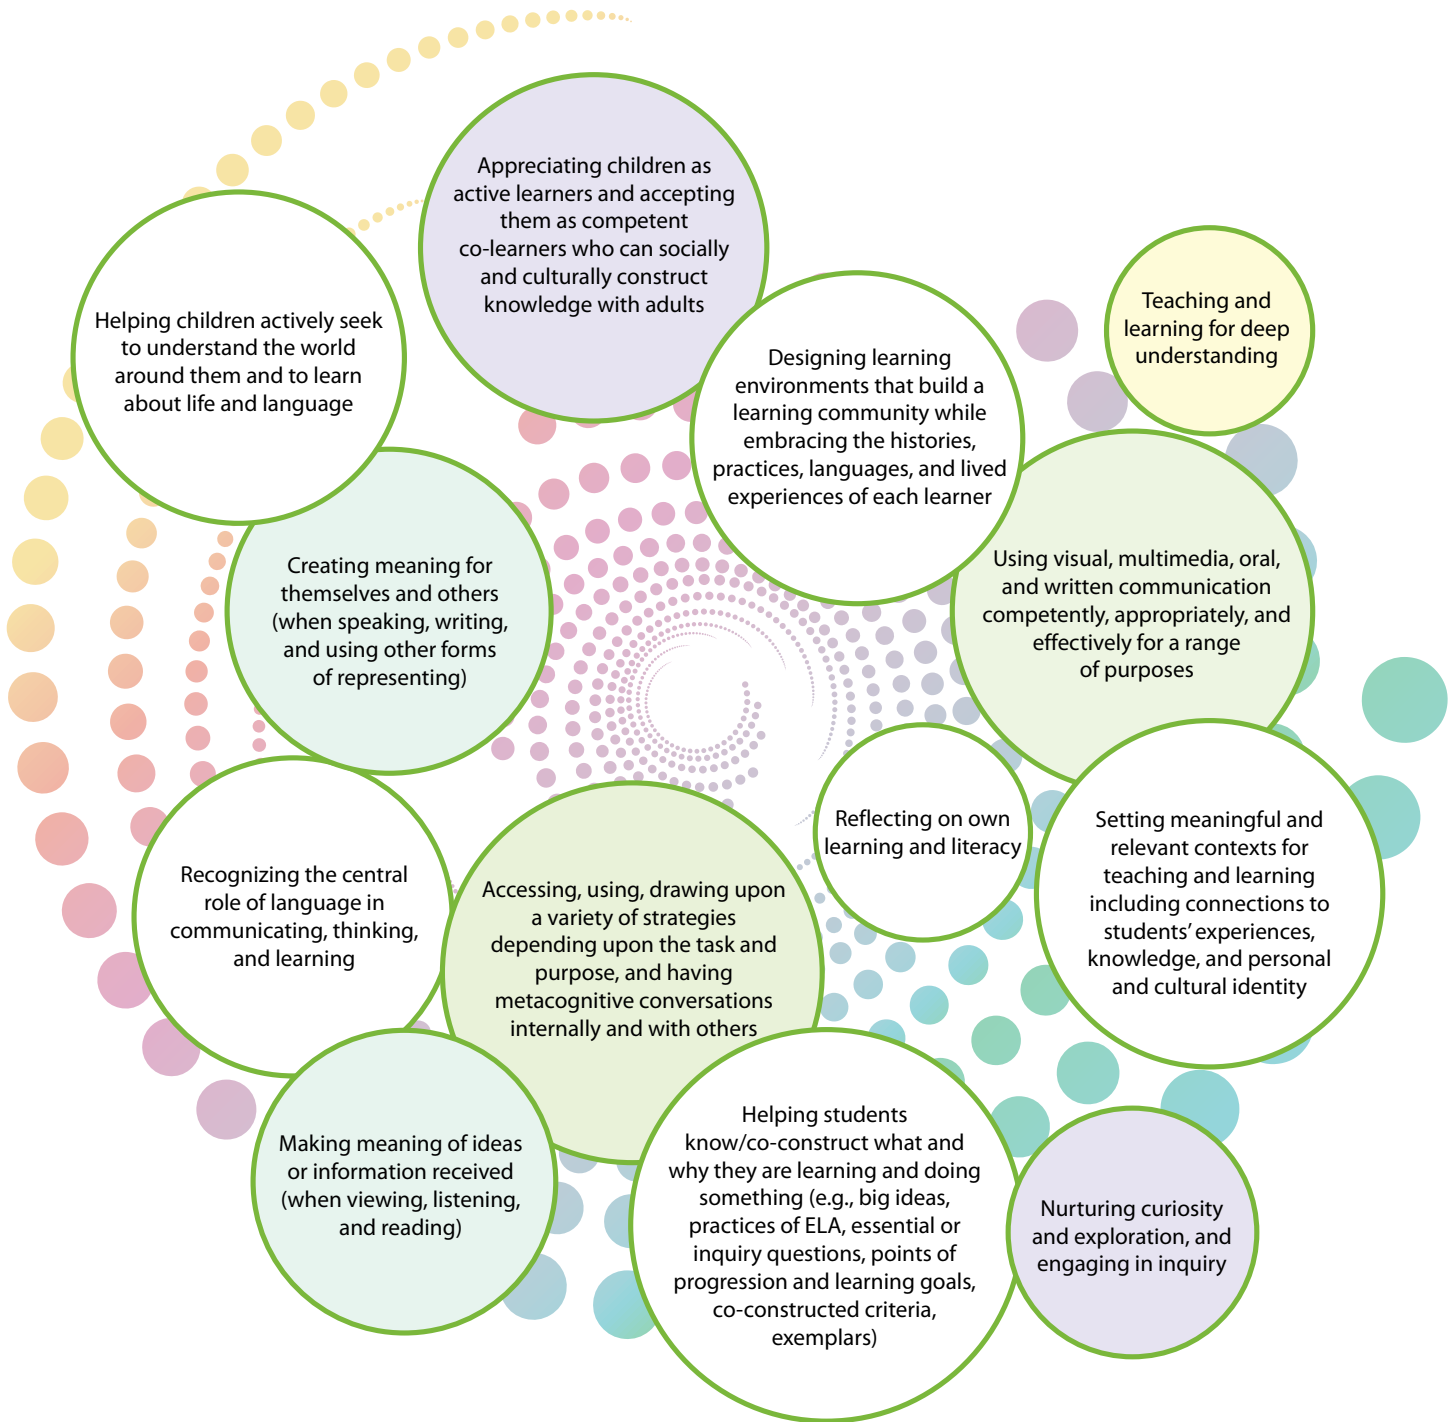 Appreciating children as
active learners and accepting
them as competent
co-learners who can socially
and culturally construct
knowledge with adults
Helping children actively seek
to understand the world
around them and to learn
about life and language
Designing learning
environments that build a
learning community while
embracing the histories,
practices, languages, and lived
experiences of each learner
Teaching and
learning for deep
understanding
Creating meaning for
themselves and others
(when speaking, writing,
and using other forms
of representing)
Using visual, multimedia, oral,
and written communication
competently, appropriately, and
effectively for a range
of purposes
Recognizing the central
role of language in
communicating, thinking,
and learning
Accessing, using, drawing upon
a variety of strategies
depending upon the task and
purpose, and having
metacognitive conversations
internally and with others
Reflecting on own
learning and literacy
Setting meaningful and
relevant contexts for
teaching and learning
including connections to
students’ experiences,
knowledge, and personal
and cultural identity
Making meaning of ideas
or information received
(when viewing, listening,
and reading)
Helping students
know/co-construct what and
why they are learning and doing
something (e.g., big ideas,
practices of ELA, essential or
inquiry questions, points of
progression and learning goals,
co-constructed criteria,
exemplars)
Nurturing curiosity
and exploration, and
engaging in inquiry